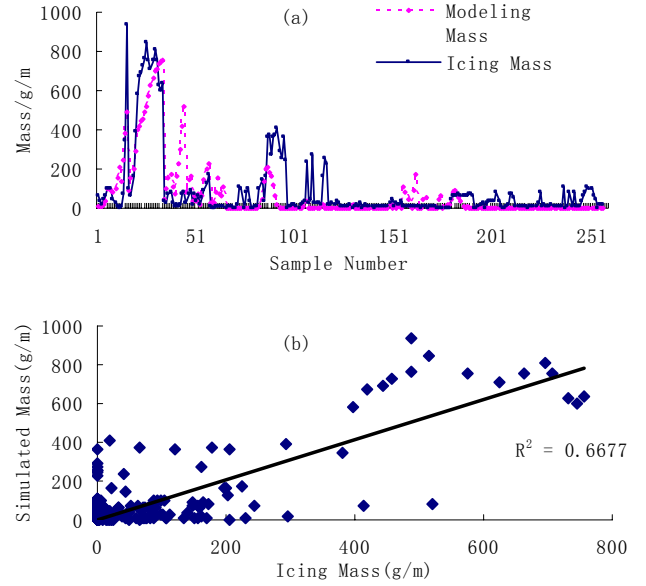 (a)
Modeling
Mass
Icing Mass
Mass/g/m
1000
800
600
400
200
0
1
51
101
151
201
251
Sample Number
(b)
Simulated Mass(g/m)
1000
800
600
400
200
0
R² = 0.6677
0
200
400
600
800
Icing Mass(g/m)